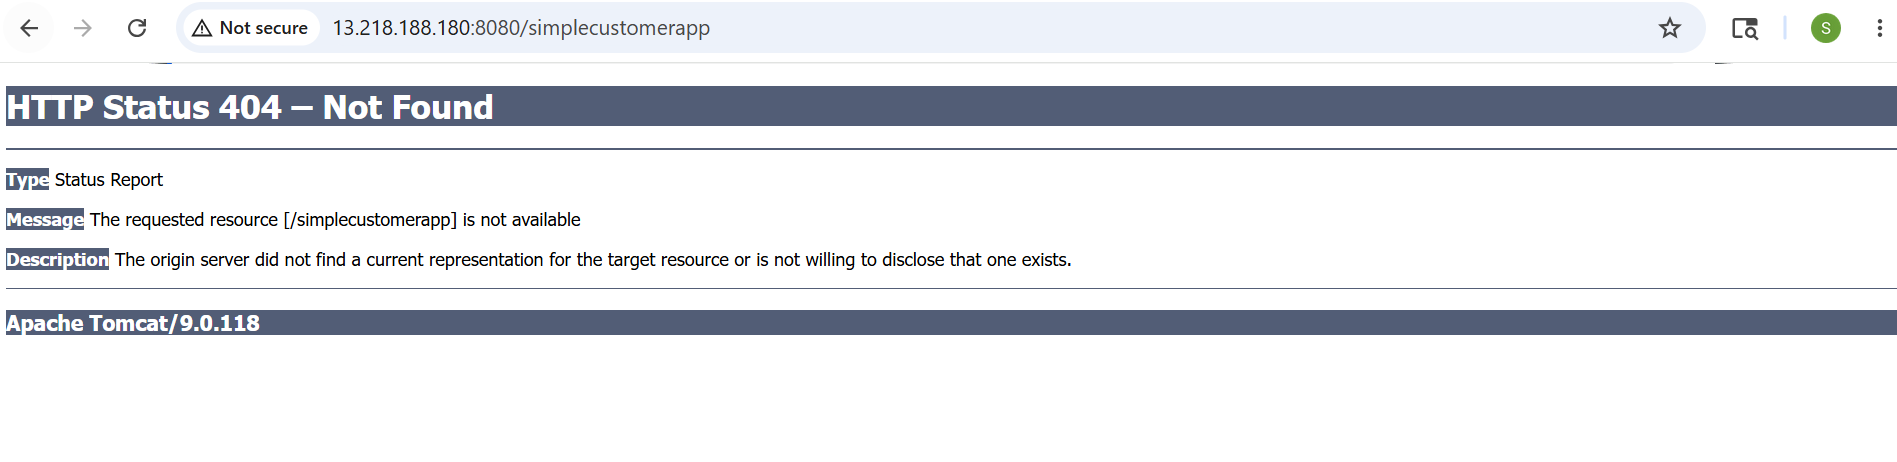 Not secure 13.218.188.180:8080/simplecustomerapp S
HTTP Status 404 – Not Found
Type Status Report
Message The requested resource [/simplecustomerapp] is not available
Description The origin server did not find a current representation for the target resource or is not willing to disclose that one exists.
Apache Tomcat/9.0.118